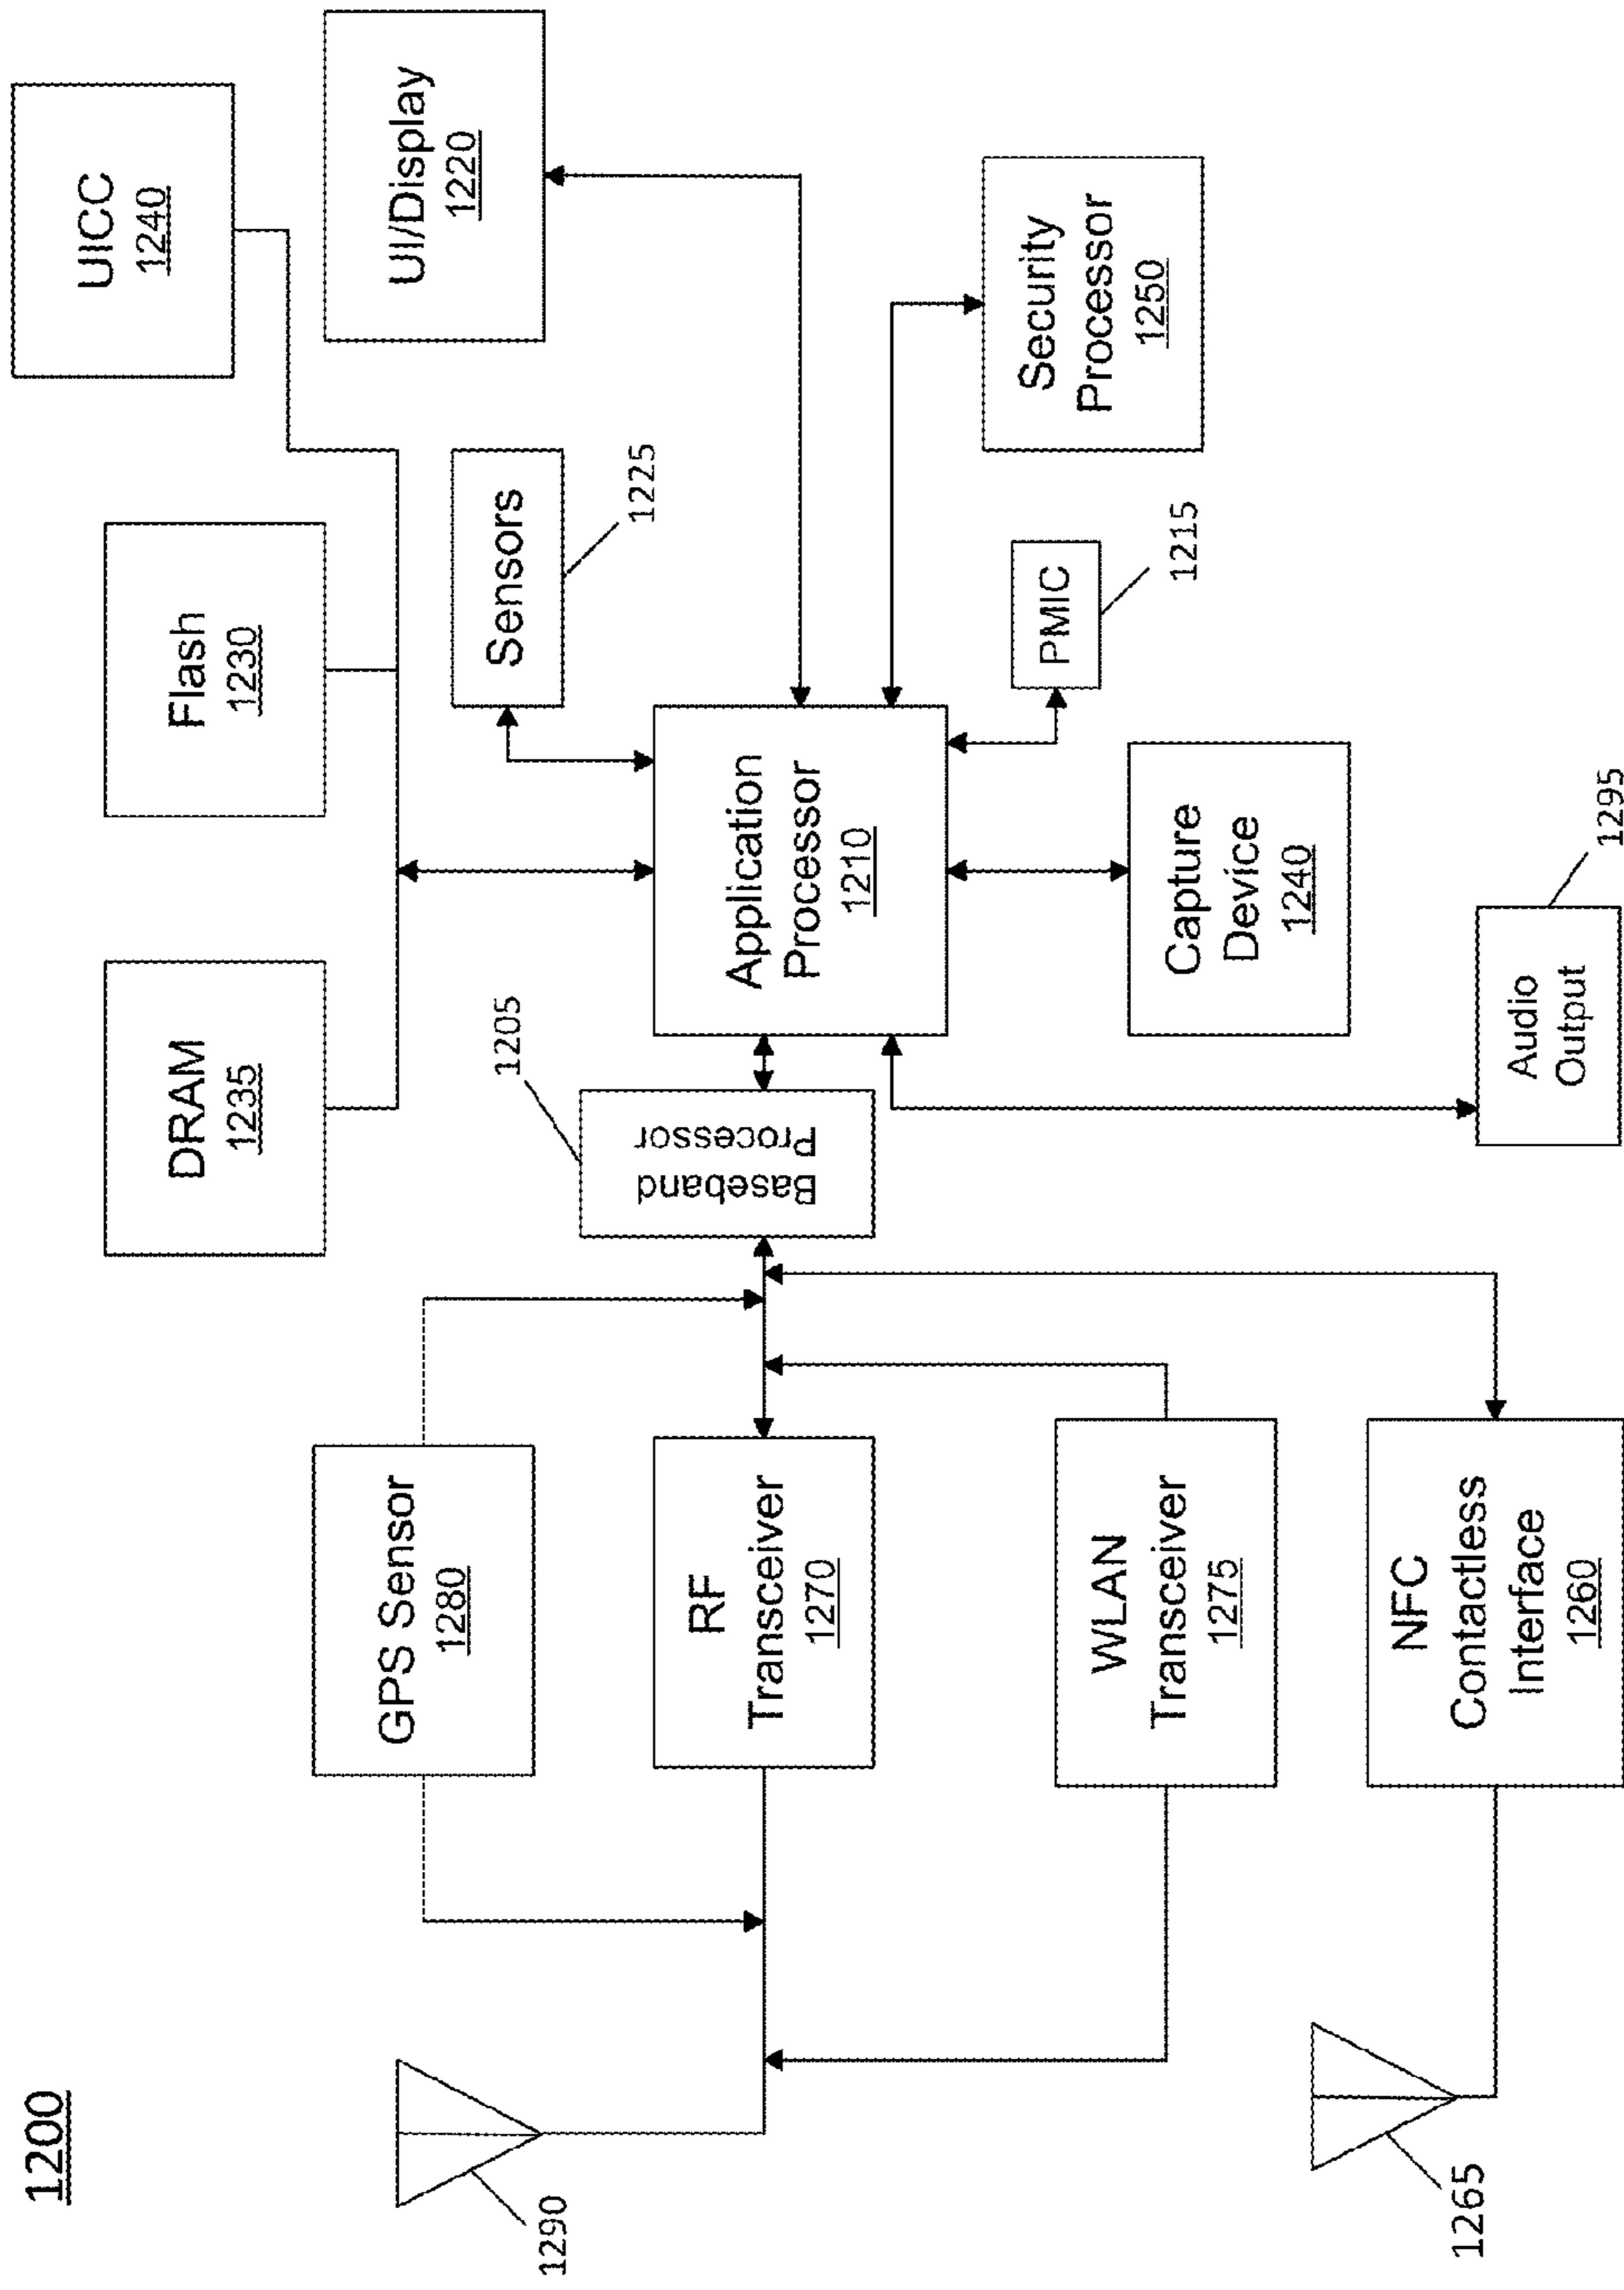 1200
UICC
1240
Flash
1230
DRAM
1235
UI/Display
1220
Sensors
1225
GPS Sensor
1280
1290
RF
Transceiver
1270
Baseband
Processor
1205
Application
Processor
1210
Security
Processor
1250
PMIC
1215
WLAN
Transceiver
1275
Capture
Device
1240
NFC
Contactless
Interface
1260
1265
Audio
Output
1295